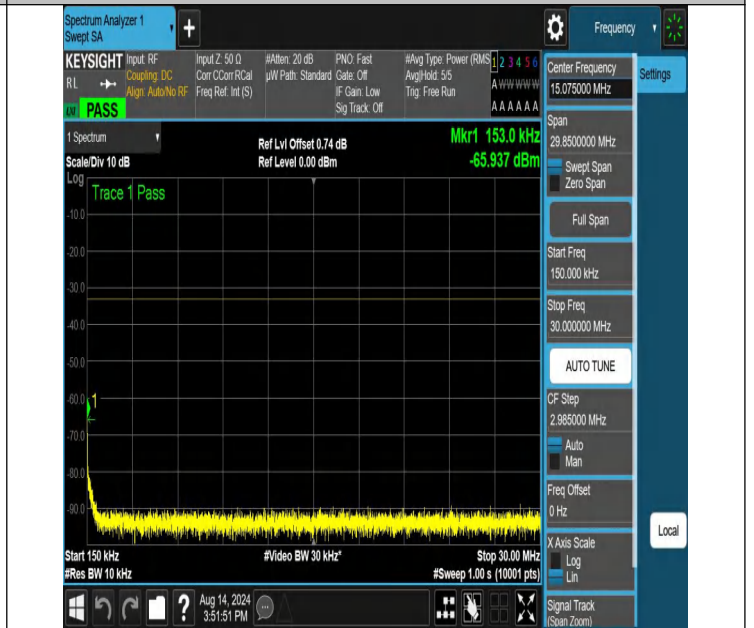 Spectrum Analyzer 1
Swept SA
+
Frequency
KEYSIGHT
RL
PASS
Input: RF
Coupling: DC
Align: Auto/No RF
Input Z: 50 Ω
Corr CCorr RCal
Freq Ref: Int (S)
#Atten: 20 dB
µW Path: Standard
PNO: Fast
Gate: Off
IF Gain: Low
Sig Track: Off
#Avg Type: Power (RMS
Avg|Hold: 5/5
Trig: Free Run
1 2 3 4 5 6
A W W W W W
A A A A A A
Center Frequency
15.075000 MHz
Settings
1 Spectrum
Scale/Div 10 dB
Ref Lvl Offset 0.74 dB
Ref Level 0.00 dBm
Mkr1 153.0 kHz
-65.937 dBm
Span
29.8500000 MHz
Swept Span
Zero Span
Full Span
Start Freq
150.000 kHz
Stop Freq
30.000000 MHz
AUTO TUNE
CF Step
2.985000 MHz
Auto
Man
Freq Offset
0 Hz
X Axis Scale
Log
Lin
Signal Track
(Span Zoom)
Local
Log
Trace 1 Pass
-10.0
-20.0
-30.0
-40.0
-50.0
-60.0
1
-70.0
-80.0
-90.0
Start 150 kHz
#Video BW 30 kHz*
Stop 30.00 MHz
#Res BW 10 kHz
#Sweep 1.00 s (10001 pts)
?
Aug 14, 2024
3:51:51 PM